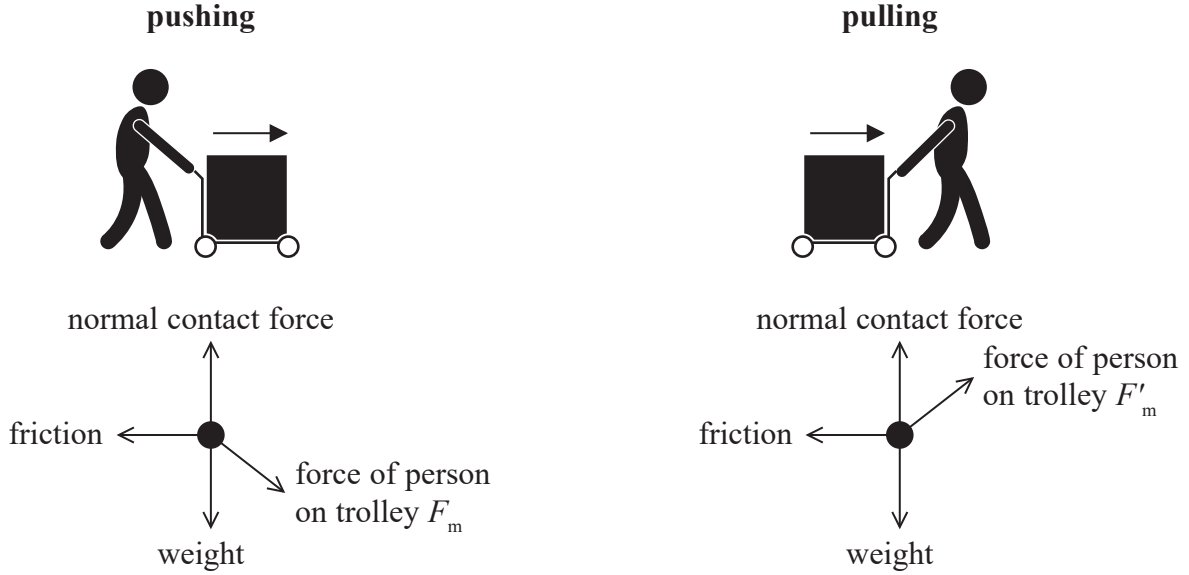 pushing
pulling
normal contact force
friction
force of person
on trolley Fm
weight
normal contact force
force of person
on trolley F′m
friction
weight